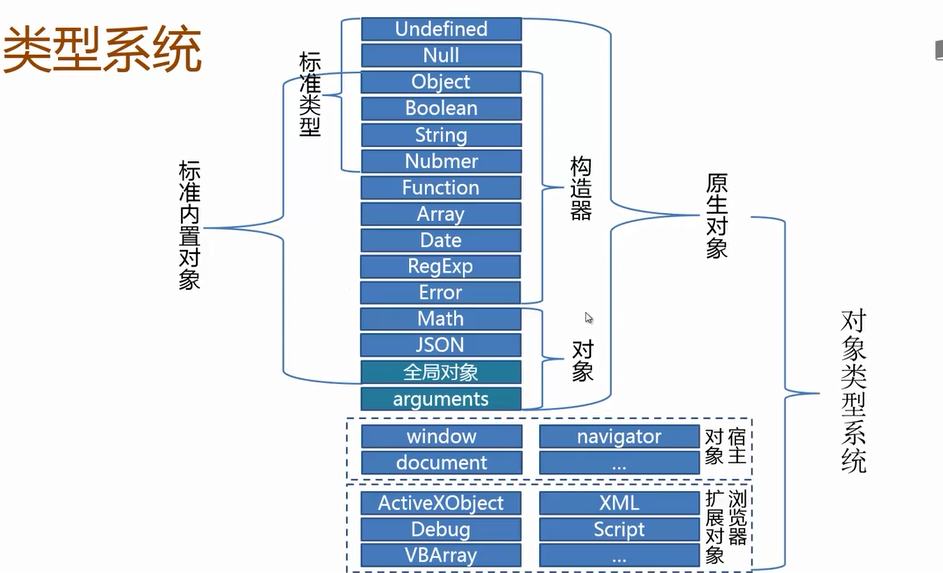 类型系统
标准类型
标准内置对象
Undefined
Null
Object
Boolean
String
Nubmer
Function
Array
Date
RegExp
Error
Math
JSON
全局对象
arguments
构造器
对象
原生对象
对象类型系统
window
navigator
document
...
宿主
对象
ActiveXObject
XML
Debug
Script
VBArray
...
浏览器
扩展对象